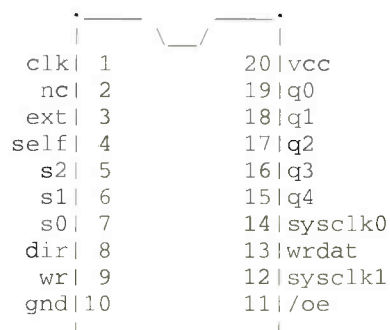 clk| 1 20|vcc
nc| 2 19|q0
ext| 3 18|q1
self| 4 17|q2
s2| 5 16|q3
s1| 6 15|q4
s0| 7 14|sysclk0
dir| 8 13|wrdat
wr| 9 12|sysclk1
gnd|10 11|/oe